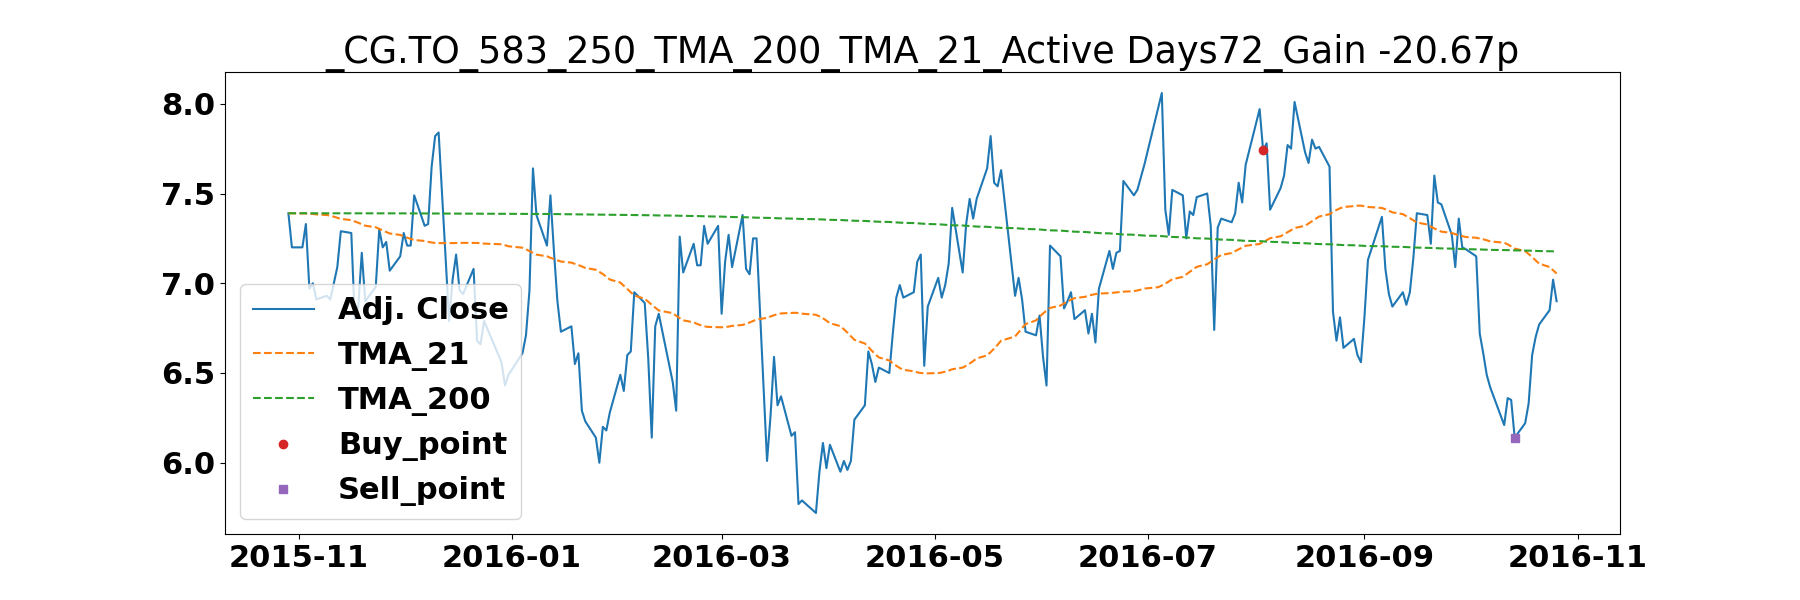 _CG.TO_583_250_TMA_200_TMA_21_Active Days72_Gain -20.67p
8.0
7.5
7.0
6.5
6.0
Adj. Close
TMA_21
TMA_200
Buy_point
Sell_point
2015-11 2016-01 2016-03 2016-05 2016-07 2016-09 2016-11